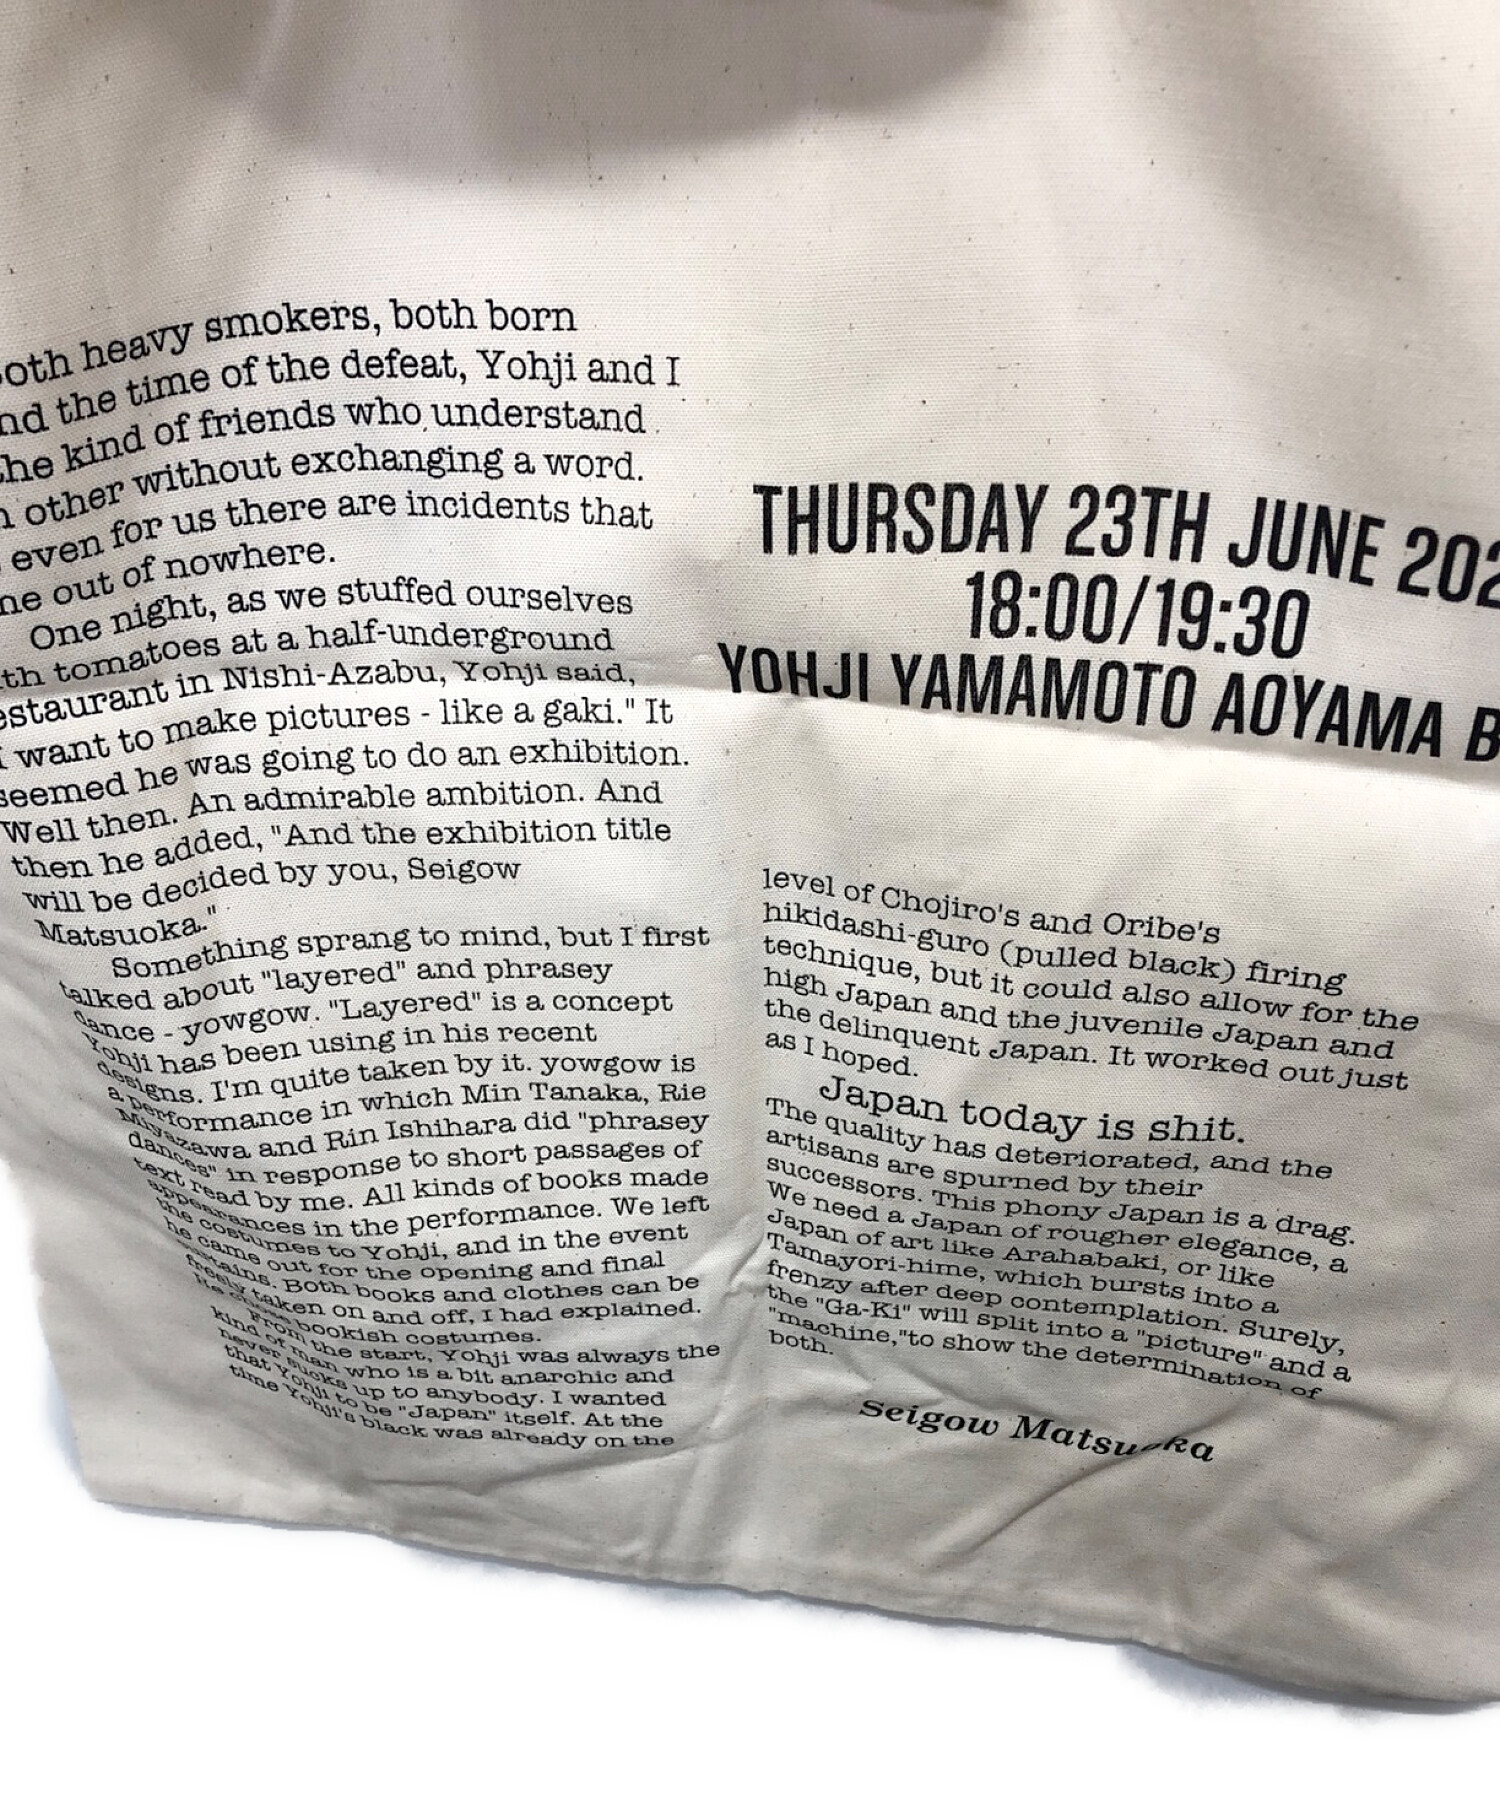 both heavy smokers, both born
the time of the defeat, Yohji and I
the kind of friends who understand
other without exchanging a word.
even for us there are incidents that
out of nowhere.
One night, as we stuffed ourselves
tomatoes at a half-underground
restaurant in Nishi-Azabu, Yohji said,
want to make pictures - like a gaki." It
seemed he was going to do an exhibition.
Well then. An admirable ambition. And
then he added, "And the exhibition title
will be decided by you, Seigow
Matsuoka."
Something sprang to mind, but I first
talked about "layered" and phrasey
dance - yowgow. "Layered" is a concept
Yohji has been using in his recent
designs. I'm quite taken by it. yowgow is
a performance in which Min Tanaka, Rie
Miyazawa and Rin Ishihara did "phrasey
dances" in response to short passages of
text read by me. All kinds of books made
appearances in the performance. We left
the costumes to Yohji, and in the event
he came out for the opening and final
curtains. Both books and clothes can be
freely taken on and off, I had explained.
He chose bookish costumes.
From the start, Yohji was always the
kind of man who is a bit anarchic and
never sucks up to anybody. I wanted
that Yohji to be "Japan" itself. At the
time Yohji's black was already on the
THURSDAY 23TH JUNE
18:00/19:30
YOHJI YAMAMOTO AOYAMA
level of Chojiro's and Oribe's
hikidashi-guro (pulled black) firing
technique, but it could also allow for the
high Japan and the juvenile Japan and
the delinquent Japan. It worked out just
as I hoped.
Japan today is shit.
The quality has deteriorated, and the
artisans are spurned by their
successors. This phony Japan is a drag.
We need a Japan of rougher elegance, a
Japan of art like Arahabaki, or like
Tamayori-hime, which bursts into a
frenzy after deep contemplation. Surely,
the "Ga-Ki" will split into a "picture" and a
"machine,"to show the determination of
both.
Seigow Matsuoka